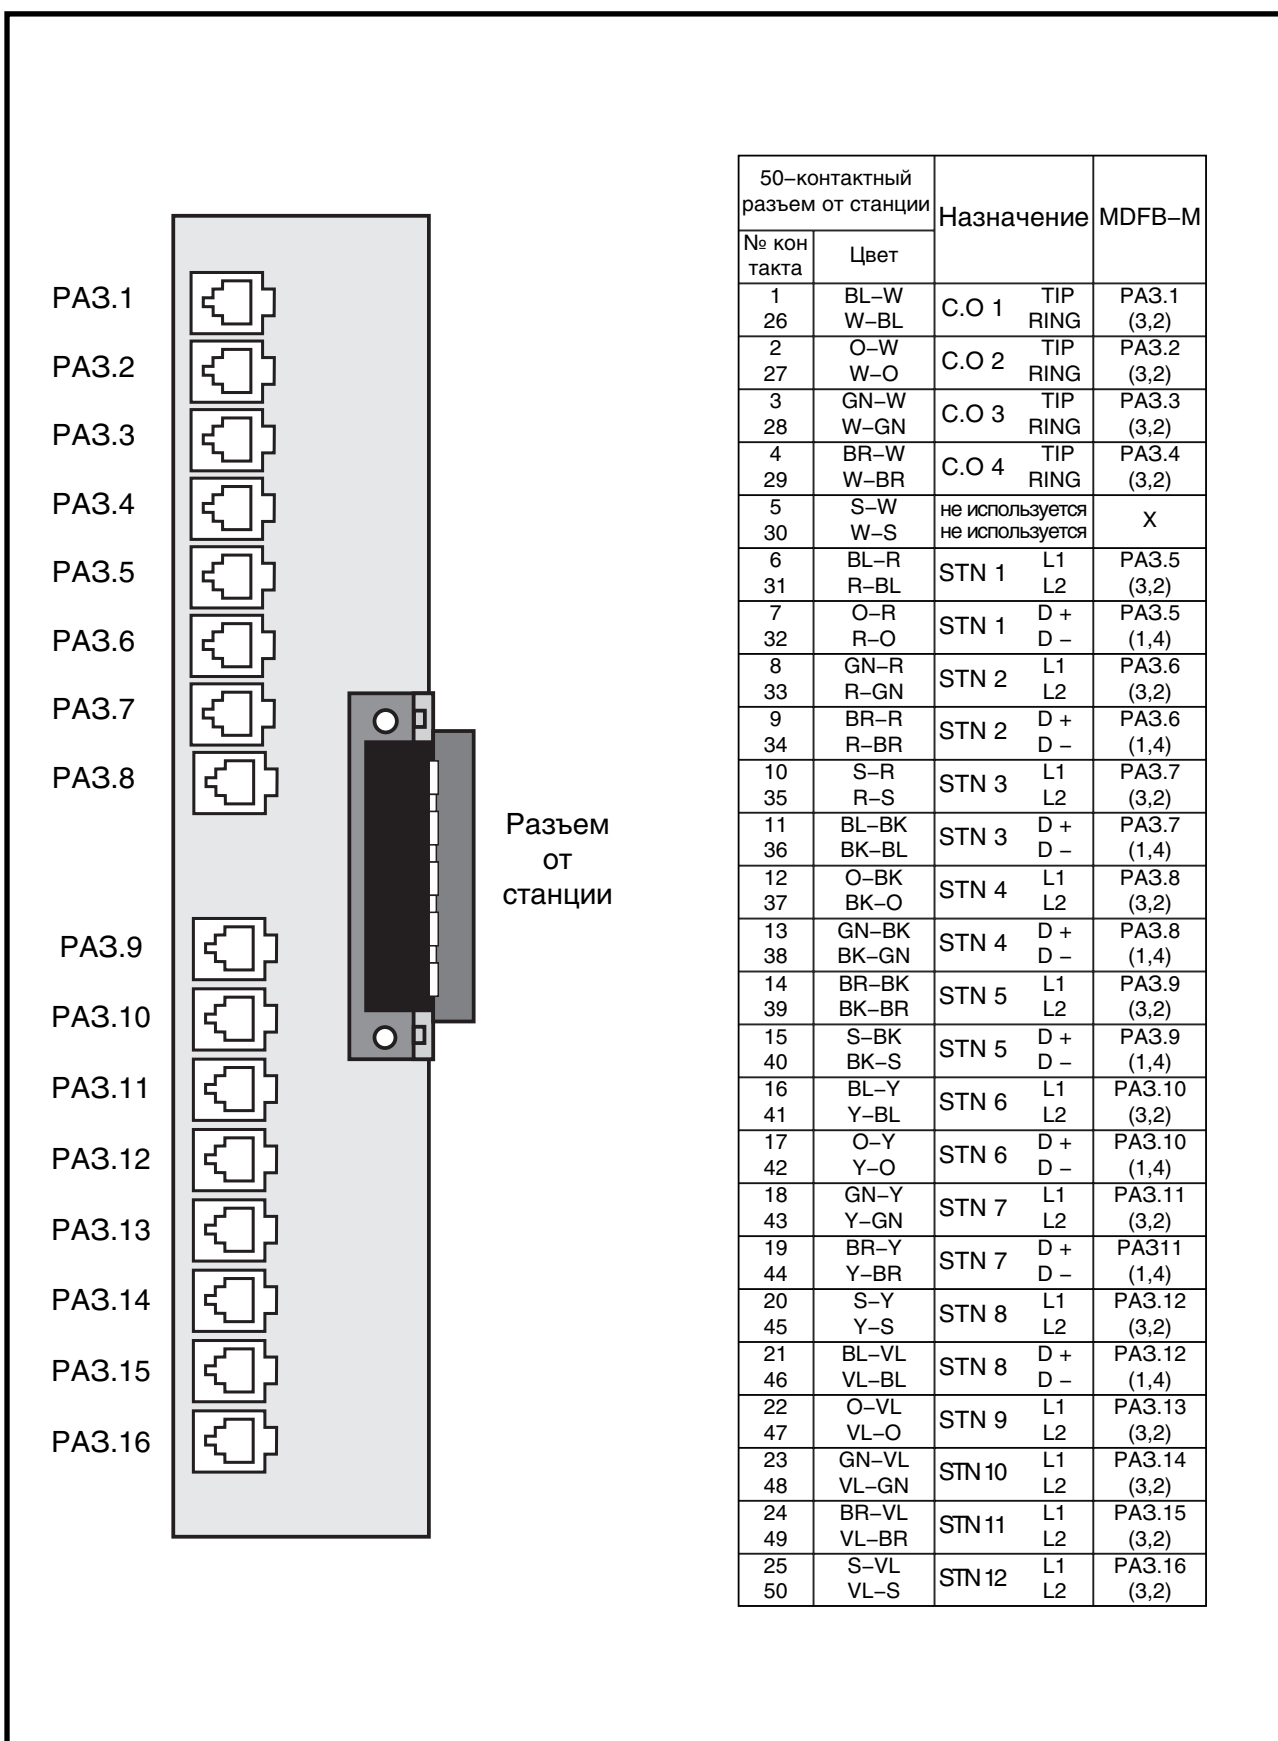 РАЗ.1
РАЗ.2
РАЗ.3
РАЗ.4
РАЗ.5
РАЗ.6
РАЗ.7
РАЗ.8
РАЗ.9
РАЗ.10
РАЗ.11
РАЗ.12
РАЗ.13
РАЗ.14
РАЗ.15
РАЗ.16
Разъем
от
станции
50–контактный
разъем от станции
Назначение
MDFB–M
№ кон
такта
Цвет
1 BL–W C.O 1 TIP РАЗ.1
26 W–BL RING (3,2)
2 O–W C.O 2 TIP РАЗ.2
27 W–O RING (3,2)
3 GN–W C.O 3 TIP РАЗ.3
28 W–GN RING (3,2)
4 BR–W C.O 4 TIP РАЗ.4
29 W–BR RING (3,2)
5 S–W не используется X
30 W–S не используется
6 BL–R STN 1 L1 РАЗ.5
31 R–BL L2 (3,2)
7 O–R STN 1 D + РАЗ.5
32 R–O D – (1,4)
8 GN–R STN 2 L1 РАЗ.6
33 R–GN L2 (3,2)
9 BR–R STN 2 D + РАЗ.6
34 R–BR D – (1,4)
10 S–R STN 3 L1 РАЗ.7
35 R–S L2 (3,2)
11 BL–BK STN 3 D + РАЗ.7
36 BK–BL D – (1,4)
12 O–BK STN 4 L1 РАЗ.8
37 BK–O L2 (3,2)
13 GN–BK STN 4 D + РАЗ.8
38 BK–GN D – (1,4)
14 BR–BK STN 5 L1 РАЗ.9
39 BK–BR L2 (3,2)
15 S–BK STN 5 D + РАЗ.9
40 BK–S D – (1,4)
16 BL–Y STN 6 L1 РАЗ.10
41 Y–BL L2 (3,2)
17 O–Y STN 6 D + РАЗ.10
42 Y–O D – (1,4)
18 GN–Y STN 7 L1 РАЗ.11
43 Y–GN L2 (3,2)
19 BR–Y STN 7 D + РАЗ11
44 Y–BR D – (1,4)
20 S–Y STN 8 L1 РАЗ.12
45 Y–S L2 (3,2)
21 BL–VL STN 8 D + РАЗ.12
46 VL–BL D – (1,4)
22 O–VL STN 9 L1 РАЗ.13
47 VL–O L2 (3,2)
23 GN–VL STN 10 L1 РАЗ.14
48 VL–GN L2 (3,2)
24 BR–VL STN 11 L1 РАЗ.15
49 VL–BR L2 (3,2)
25 S–VL STN 12 L1 РАЗ.16
50 VL–S L2 (3,2)